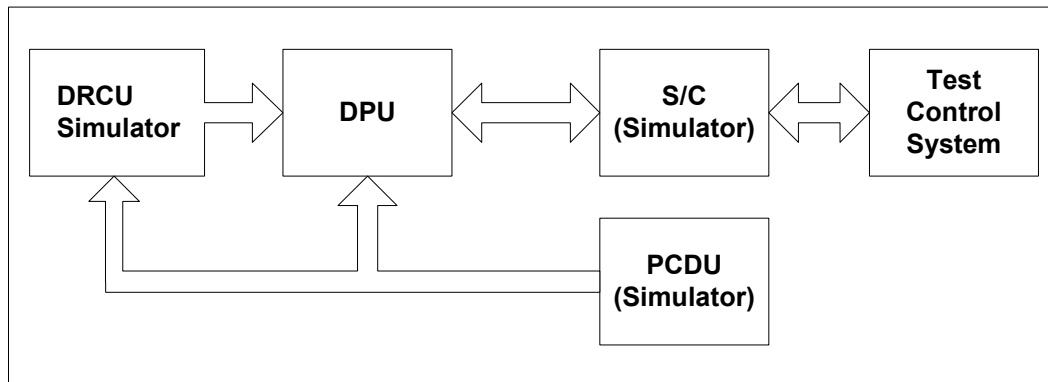 DRCU
Simulator
DPU
S/C
(Simulator)
Test
Control
System
PCDU
(Simulator)